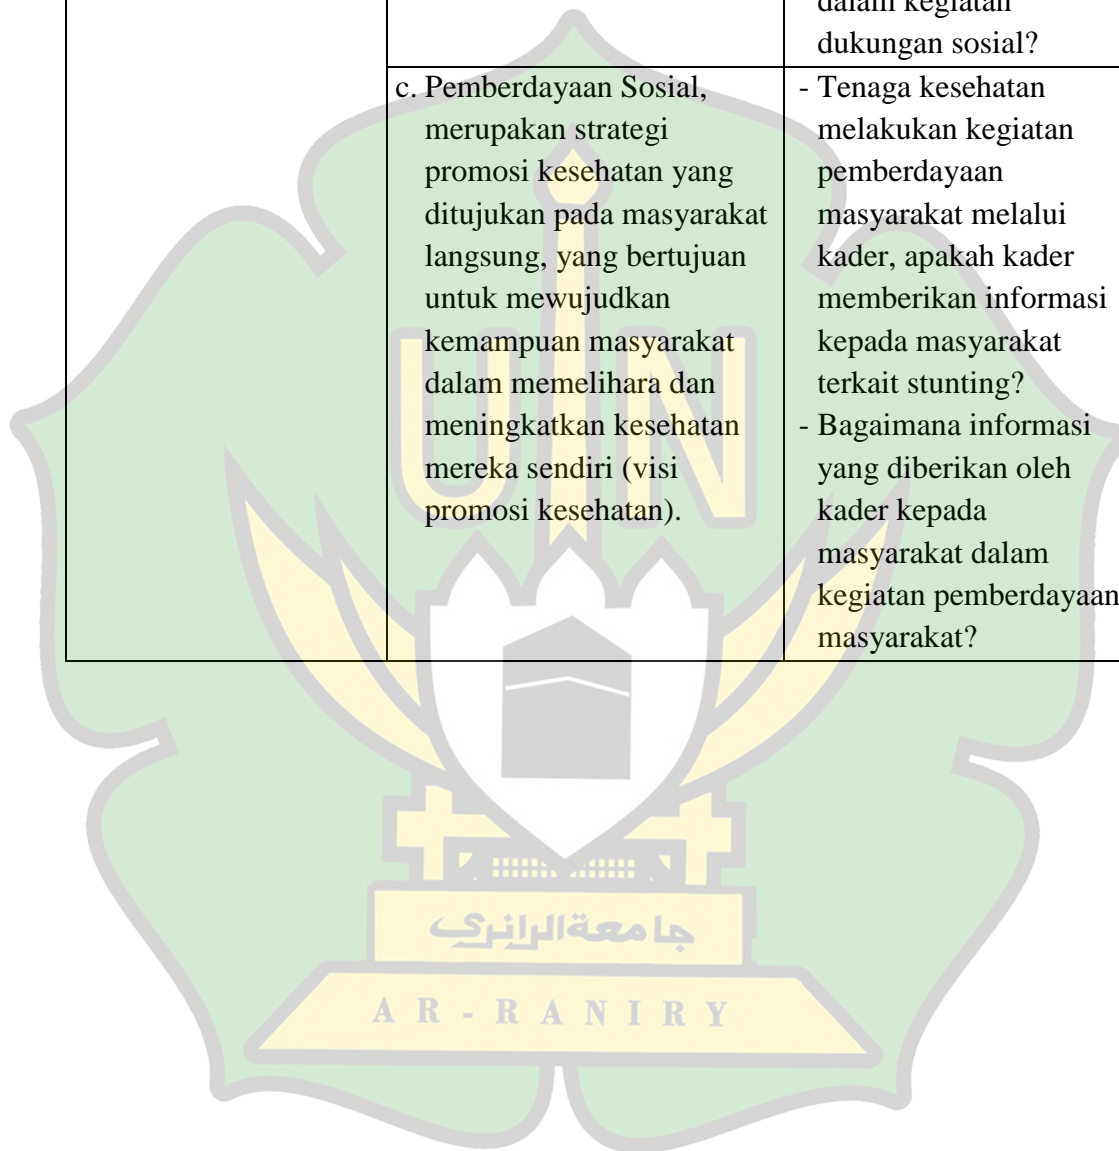 dalam kegiatan
dukungan sosial?
c. Pemberdayaan Sosial,
merupakan strategi
promosi kesehatan yang
ditujukan pada masyarakat
langsung, yang bertujuan
untuk mewujudkan
kemampuan masyarakat
dalam memelihara dan
meningkatkan kesehatan
mereka sendiri (visi
promosi kesehatan).
- Tenaga kesehatan
melakukan kegiatan
pemberdayaan
masyarakat melalui
kader, apakah kader
memberikan informasi
kepada masyarakat
terkait stunting?
- Bagaimana informasi
yang diberikan oleh
kader kepada
masyarakat dalam
kegiatan pemberdayaan
masyarakat?
UIN
جامعة الرانري
AR-RANIRY